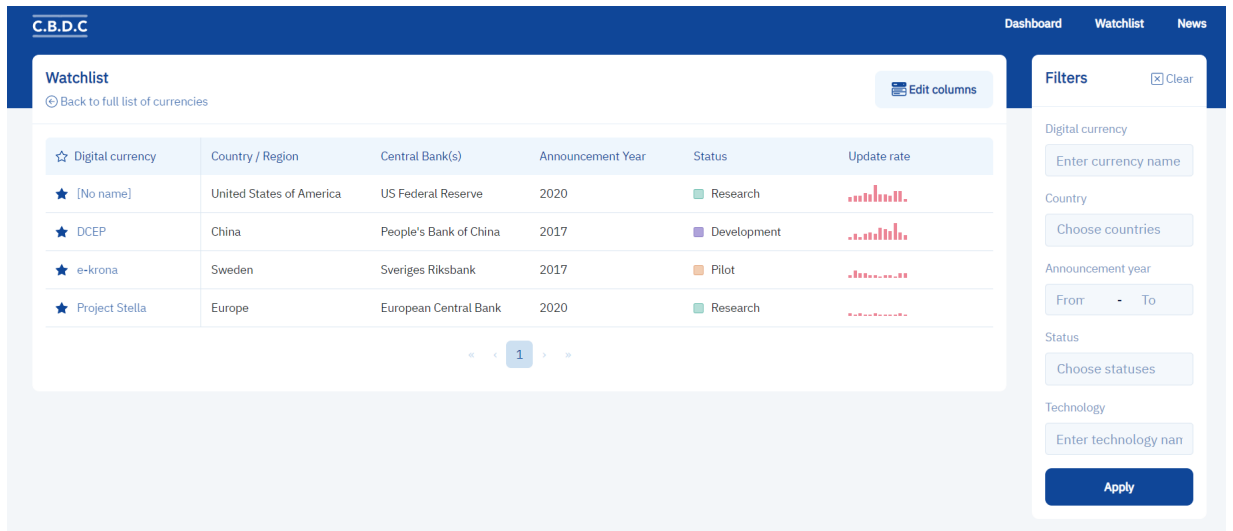 C.B.D.C
Dashboard Watchlist News
Watchlist
Back to full list of currencies
Edit columns
Digital currency Country / Region Central Bank(s) Announcement Year Status Update rate
[No name] United States of America US Federal Reserve 2020 Research
DCEP China People's Bank of China 2017 Development
e-krona Sweden Sveriges Riksbank 2017 Pilot
Project Stella Europe European Central Bank 2020 Research
« ‹ 1 › »
Filters Clear
Digital currency
Enter currency name
Country
Choose countries
Announcement year
From - To
Status
Choose statuses
Technology
Enter technology nam
Apply